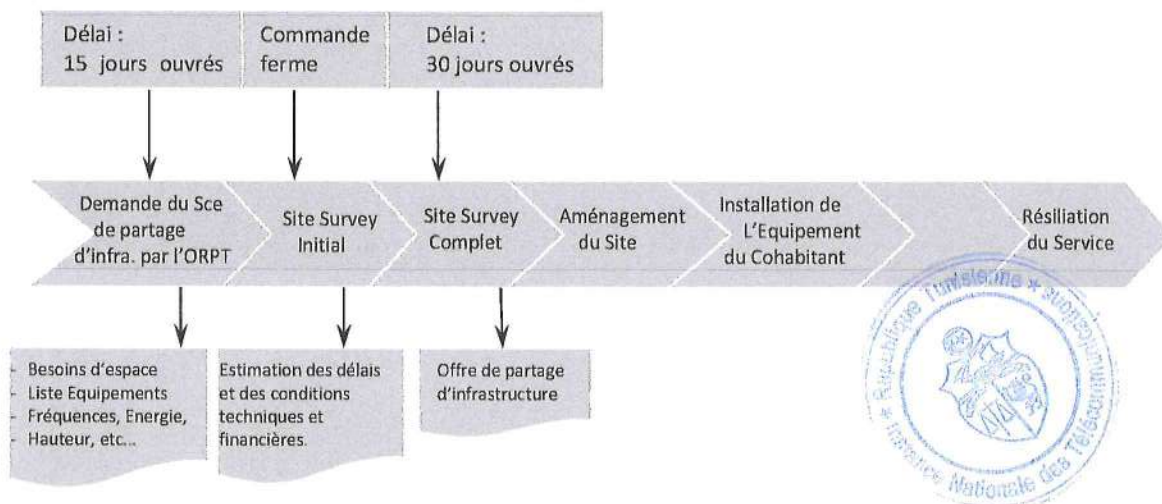 Délai :
15 jours ouvrés
Commande
ferme
Délai :
30 jours ouvrés
Demande du Sce
de partage
d'infra. par l'ORPT
Site Survey
Initial
Site Survey
Complet
Aménagement
du Site
Installation de
L'Equipement
du Cohabitant
Résiliation
du Service
- Besoins d'espace
- Liste Equipements
- Fréquences, Energie,
- Hauteur, etc...
Estimation des délais
et des conditions
techniques et
financières.
Offre de partage
d'infrastructure
* République Tunisienne *
Instance Nationale des Télécommunications